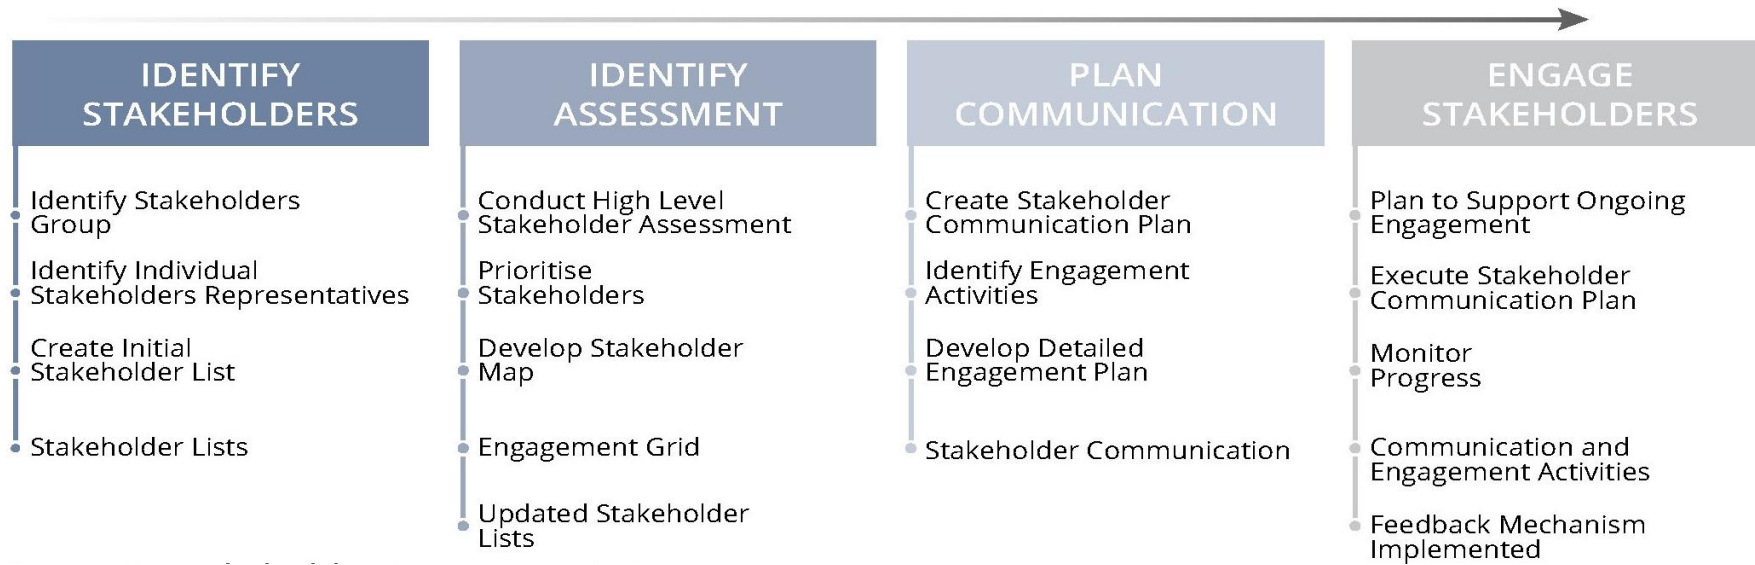 IDENTIFY
STAKEHOLDERS
Identify Stakeholders
Group
Identify Individual
Stakeholders Representatives
Create Initial
Stakeholder List
Stakeholder Lists
IDENTIFY
ASSESSMENT
Conduct High Level
Stakeholder Assessment
Prioritise
Stakeholders
Develop Stakeholder
Map
Engagement Grid
Updated Stakeholder
Lists
PLAN
COMMUNICATION
Create Stakeholder
Communication Plan
Identify Engagement
Activities
Develop Detailed
Engagement Plan
Stakeholder Communication
ENGAGE
STAKEHOLDERS
Plan to Support Ongoing
Engagement
Execute Stakeholder
Communication Plan
Monitor
Progress
Communication and
Engagement Activities
Feedback Mechanism
Implemented